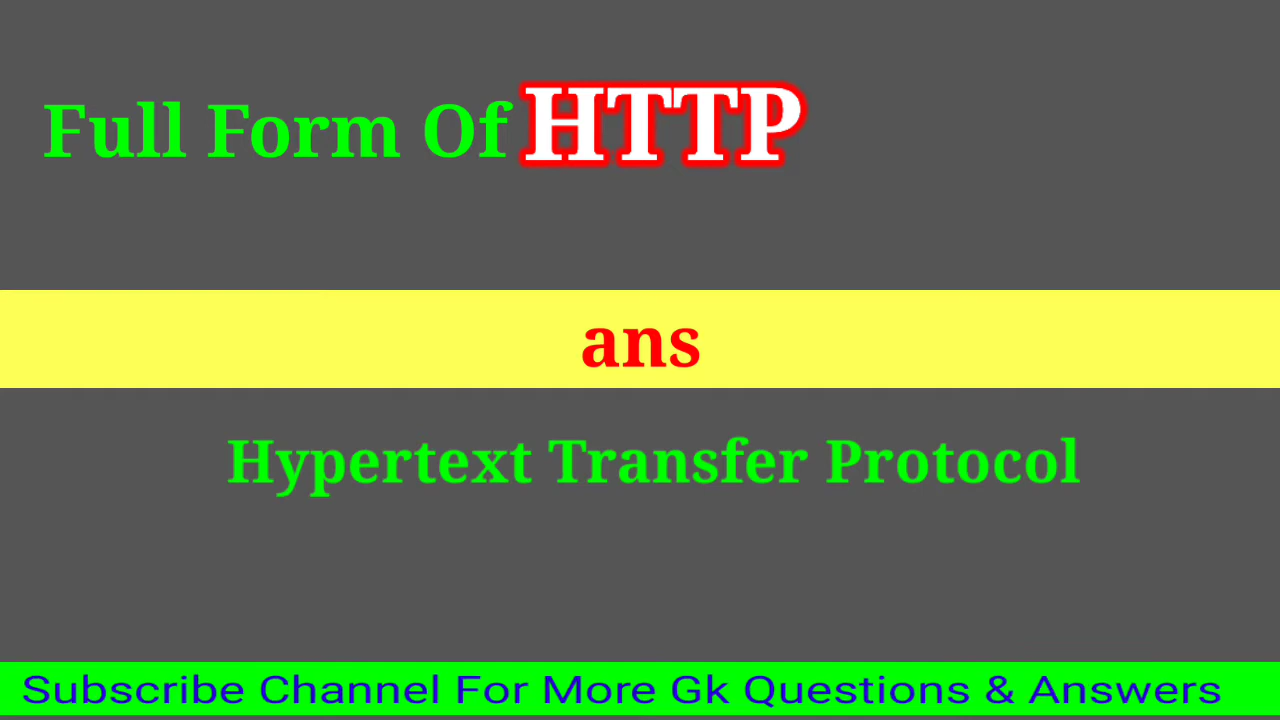 Full Form Of HTTP
ans
Hypertext Transfer Protocol
Subscribe Channel For More Gk Questions & Answers